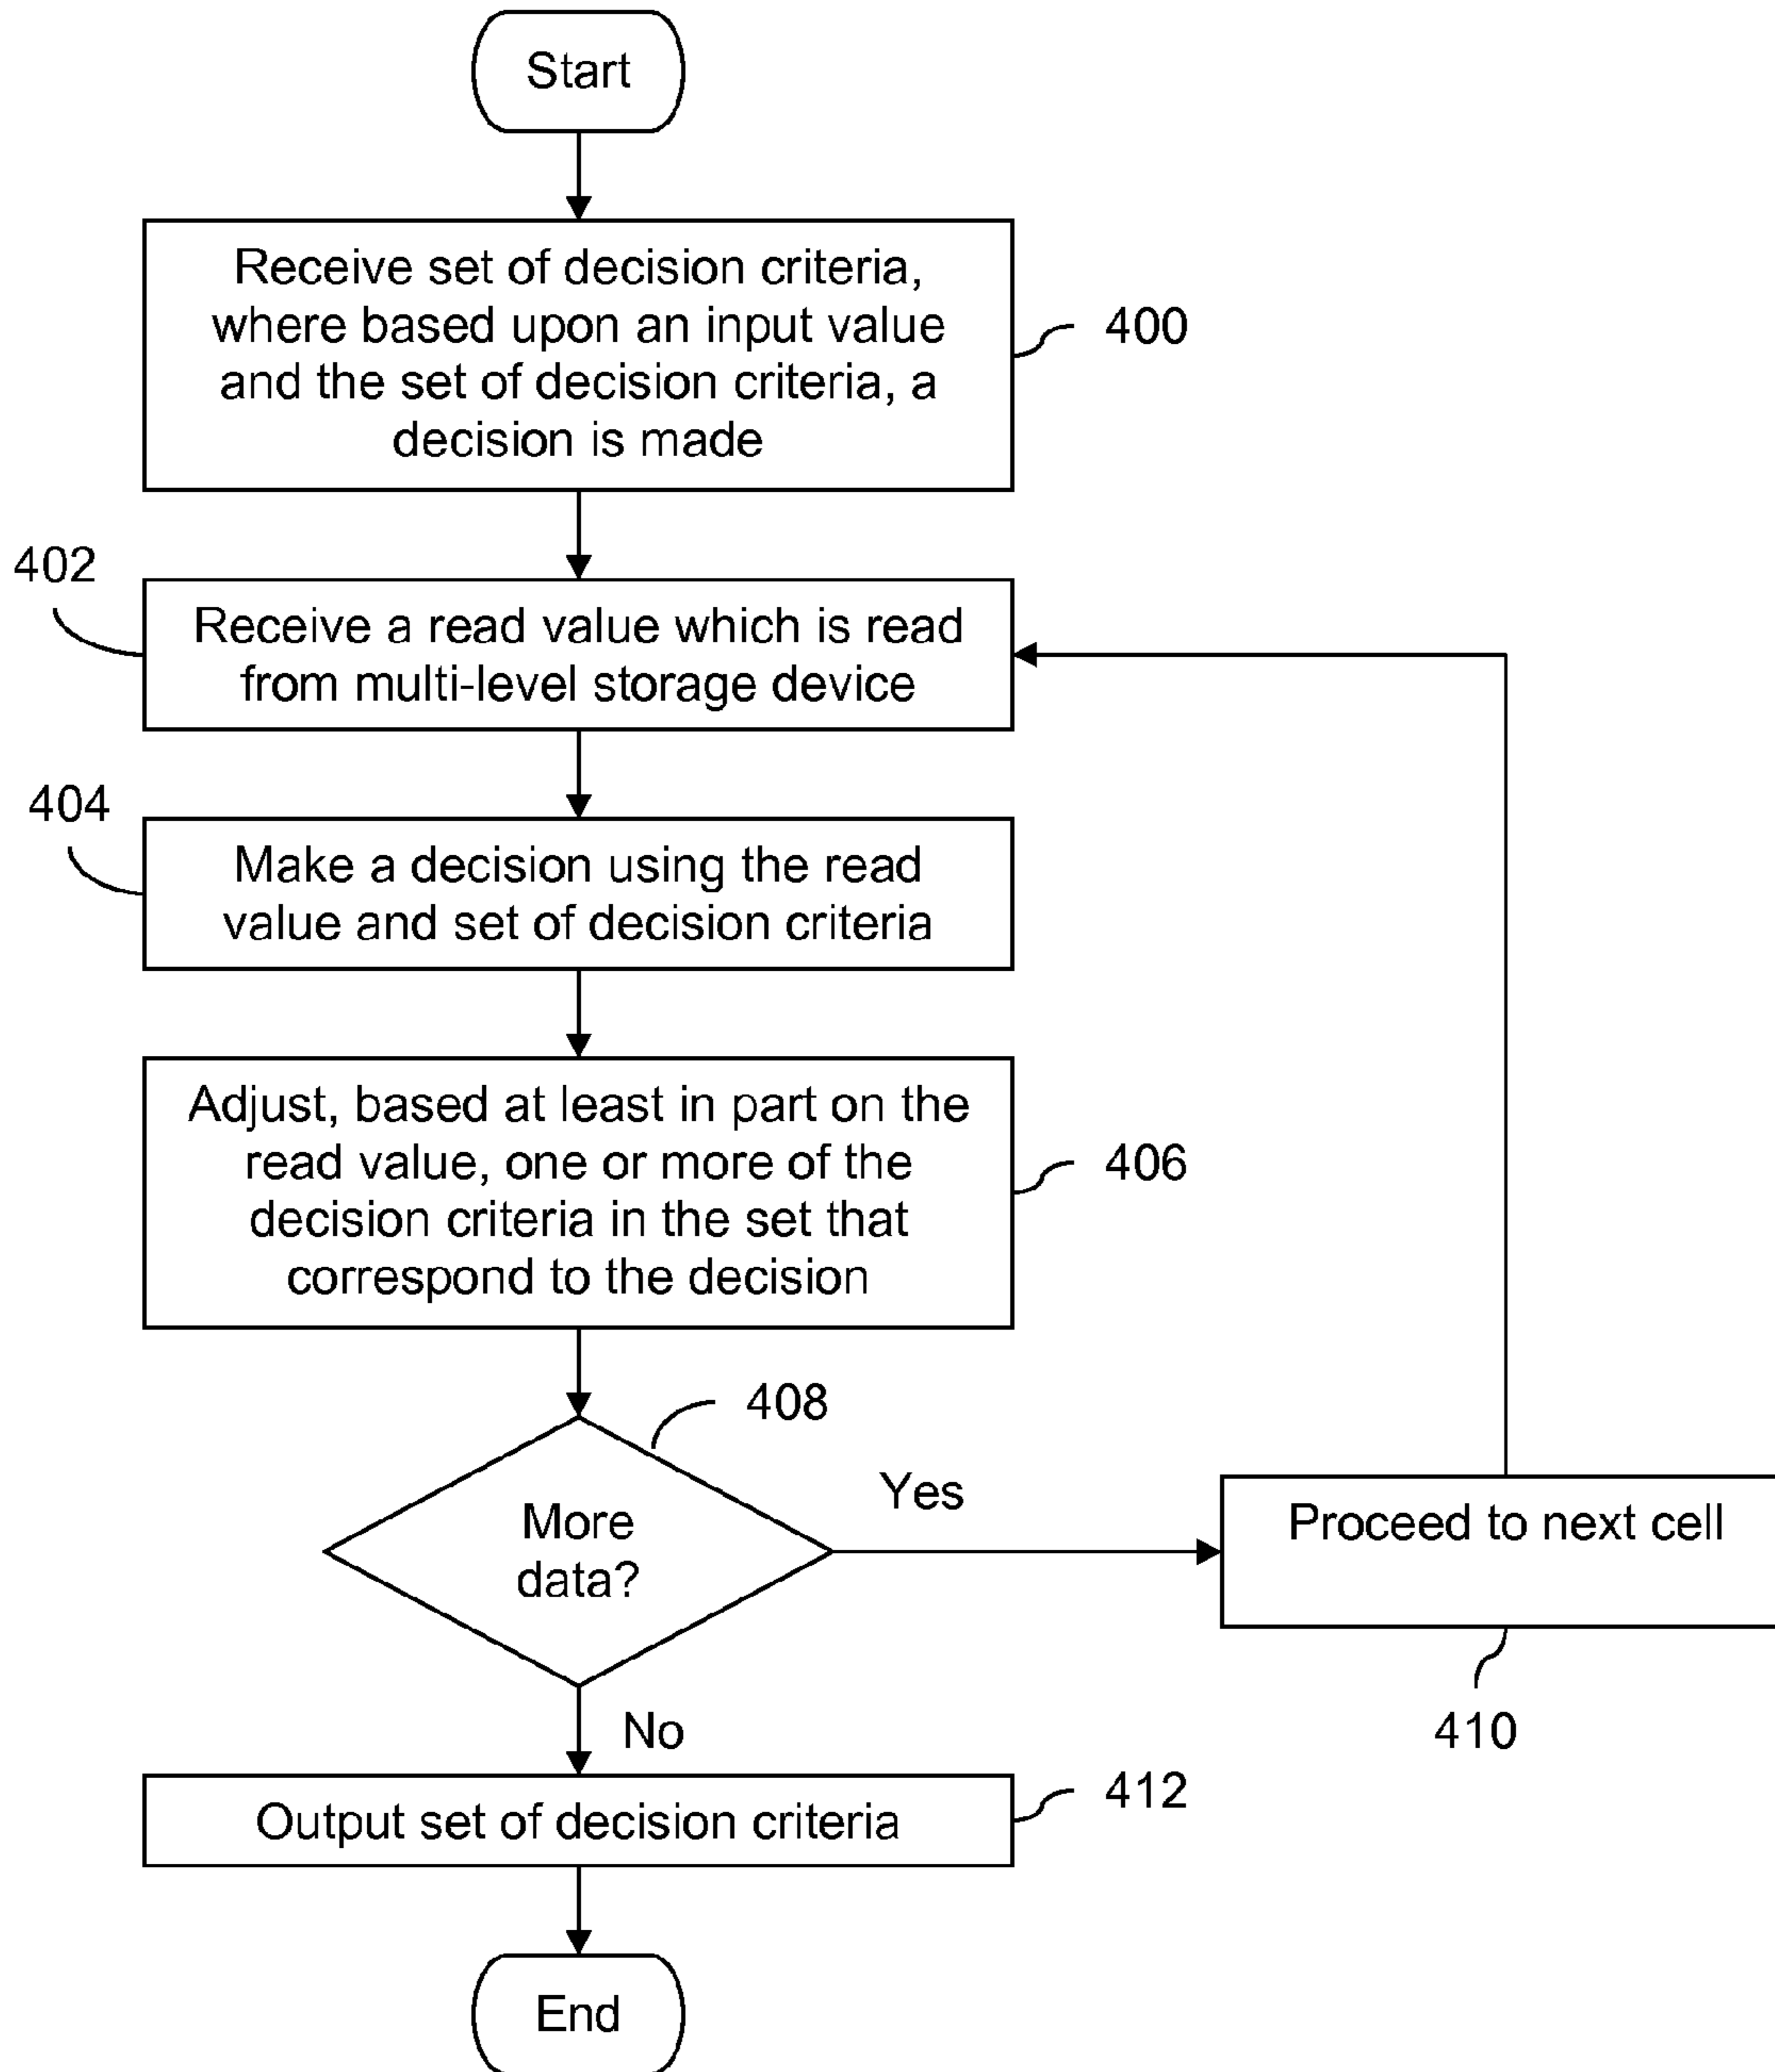 Start
Receive set of decision criteria,
where based upon an input value
and the set of decision criteria, a
decision is made
400
402
Receive a read value which is read
from multi-level storage device
404
Make a decision using the read
value and set of decision criteria
Adjust, based at least in part on the
read value, one or more of the
decision criteria in the set that
correspond to the decision
406
408
More
data?
Yes
Proceed to next cell
410
No
Output set of decision criteria
412
End